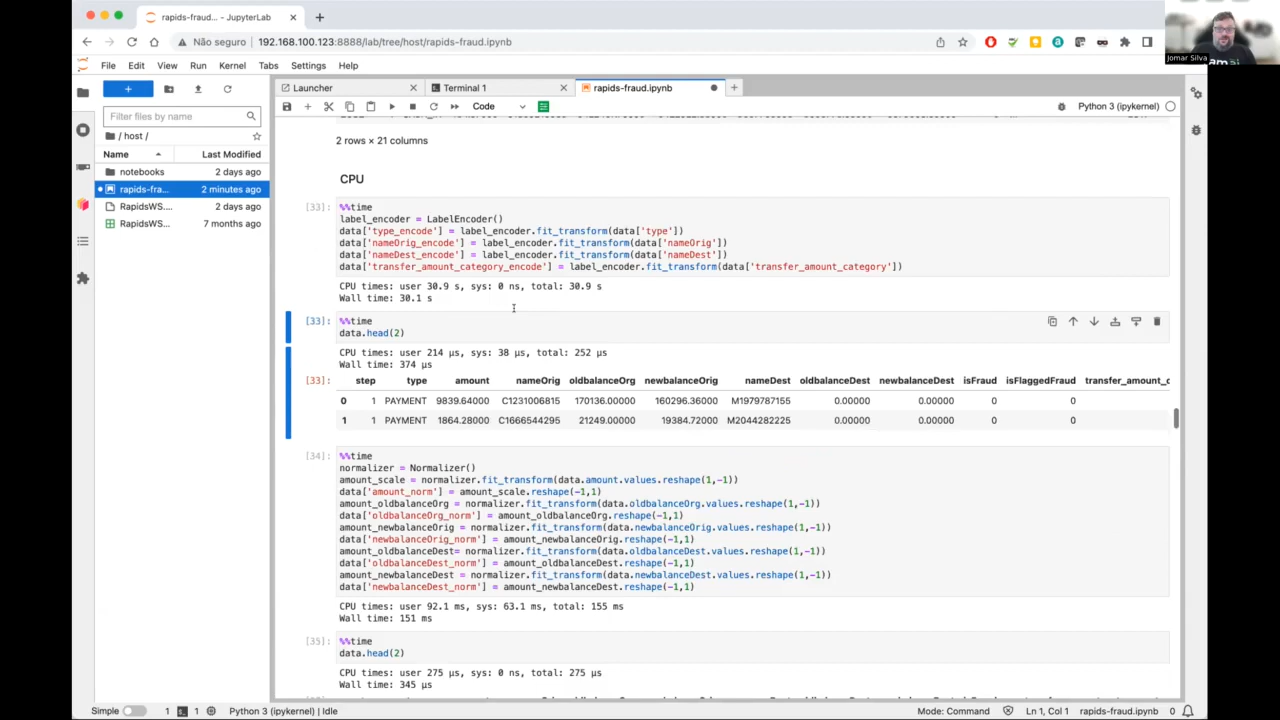 rapids-fraud... - JupyterLab
Não seguro
192.168.100.123:8888/lab/tree/host/rapids-fraud.ipynb
Jomar Silva
File Edit View Run Kernel Tabs Settings Help
Launcher
Terminal 1
rapids-fraud.ipynb
Code
Python 3 (ipykernel)
Filter files by name
/ host /
Name Last Modified
notebooks 2 days ago
rapids-fra... 2 minutes ago
RapidsWS.... 2 days ago
RapidsWS... 7 months ago
2 rows × 21 columns
CPU
[33]: %%time
label_encoder = LabelEncoder()
data['type_encode'] = label_encoder.fit_transform(data['type'])
data['nameOrig_encode'] = label_encoder.fit_transform(data['nameOrig'])
data['nameDest_encode'] = label_encoder.fit_transform(data['nameDest'])
data['transfer_amount_category_encode'] = label_encoder.fit_transform(data['transfer_amount_category'])
CPU times: user 30.9 s, sys: 0 ns, total: 30.9 s
Wall time: 30.1 s
[33]: %%time
data.head(2)
CPU times: user 214 µs, sys: 38 µs, total: 252 µs
Wall time: 374 µs
[33]: step type amount nameOrig oldbalanceOrg newbalanceOrig nameDest oldbalanceDest newbalanceDest isFraud isFlaggedFraud transfer_amount_c
0 1 PAYMENT 9839.64000 C1231006815 170136.00000 160296.36000 M1979787155 0.00000 0.00000 0 0
1 1 PAYMENT 1864.28000 C1666544295 21249.00000 19384.72000 M2044282225 0.00000 0.00000 0 0
[34]: %%time
normalizer = Normalizer()
amount_scale = normalizer.fit_transform(data.amount.values.reshape(1,-1))
data['amount_norm'] = amount_scale.reshape(-1,1)
amount_oldbalanceOrg = normalizer.fit_transform(data.oldbalanceOrg.values.reshape(1,-1))
data['oldbalanceOrg_norm'] = amount_oldbalanceOrg.reshape(-1,1)
amount_newbalanceOrig = normalizer.fit_transform(data.newbalanceOrig.values.reshape(1,-1))
data['newbalanceOrig_norm'] = amount_newbalanceOrig.reshape(-1,1)
amount_oldbalanceDest= normalizer.fit_transform(data.oldbalanceDest.values.reshape(1,-1))
data['oldbalanceDest_norm'] = amount_oldbalanceDest.reshape(-1,1)
amount_newbalanceDest = normalizer.fit_transform(data.newbalanceDest.values.reshape(1,-1))
data['newbalanceDest_norm'] = amount_newbalanceDest.reshape(-1,1)
CPU times: user 92.1 ms, sys: 63.1 ms, total: 155 ms
Wall time: 151 ms
[35]: %%time
data.head(2)
CPU times: user 275 µs, sys: 0 ns, total: 275 µs
Wall time: 345 µs
Simple 1 1 Python 3 (ipykernel) | Idle
Mode: Command Ln 1, Col 1 rapids-fraud.ipynb 0